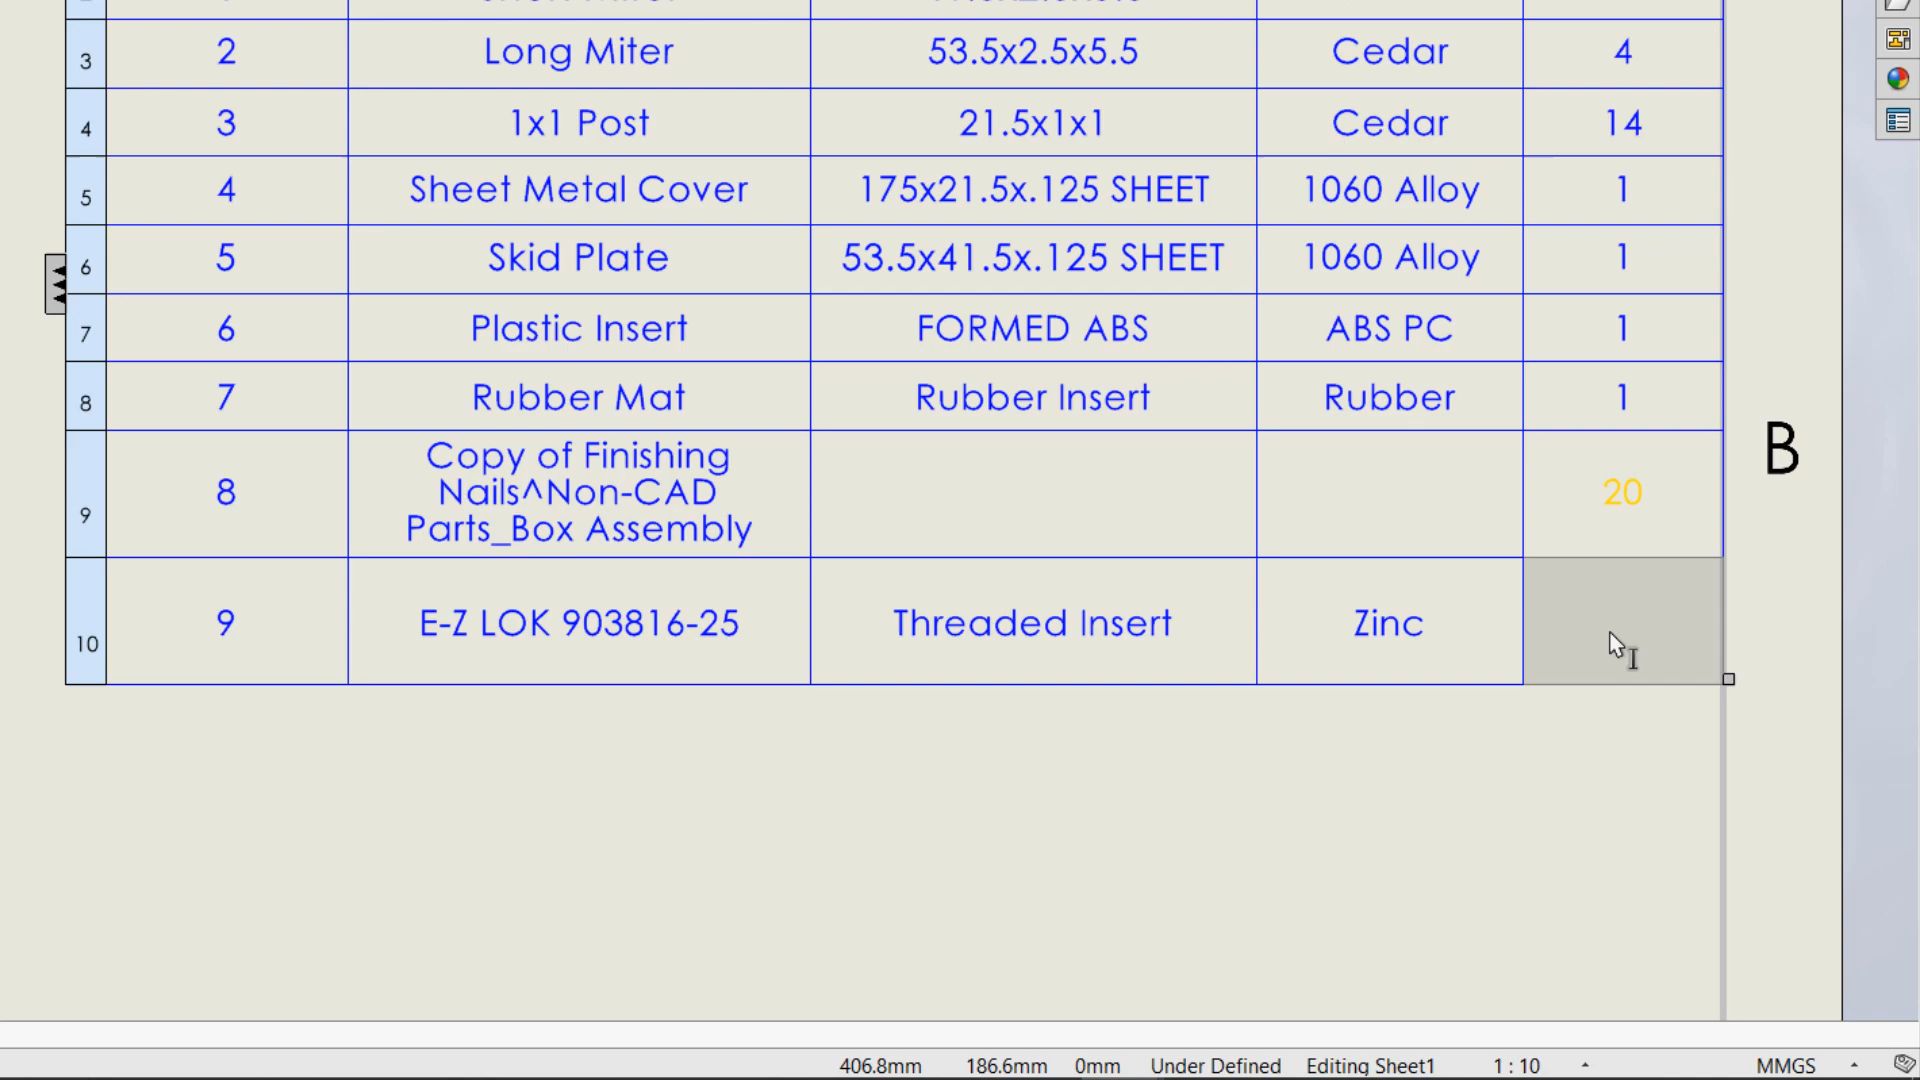 3 2 Long Miter 53.5x2.5x5.5 Cedar 4
4 3 1x1 Post 21.5x1x1 Cedar 14
5 4 Sheet Metal Cover 175x21.5x.125 SHEET 1060 Alloy 1
6 5 Skid Plate 53.5x41.5x.125 SHEET 1060 Alloy 1
7 6 Plastic Insert FORMED ABS ABS PC 1
8 7 Rubber Mat Rubber Insert Rubber 1
9 8 Copy of Finishing
Nails^Non-CAD
Parts_Box Assembly
20
10 9 E-Z LOK 903816-25 Threaded Insert Zinc
B
406.8mm 186.6mm 0mm Under Defined Editing Sheet1 1 : 10 MMGS